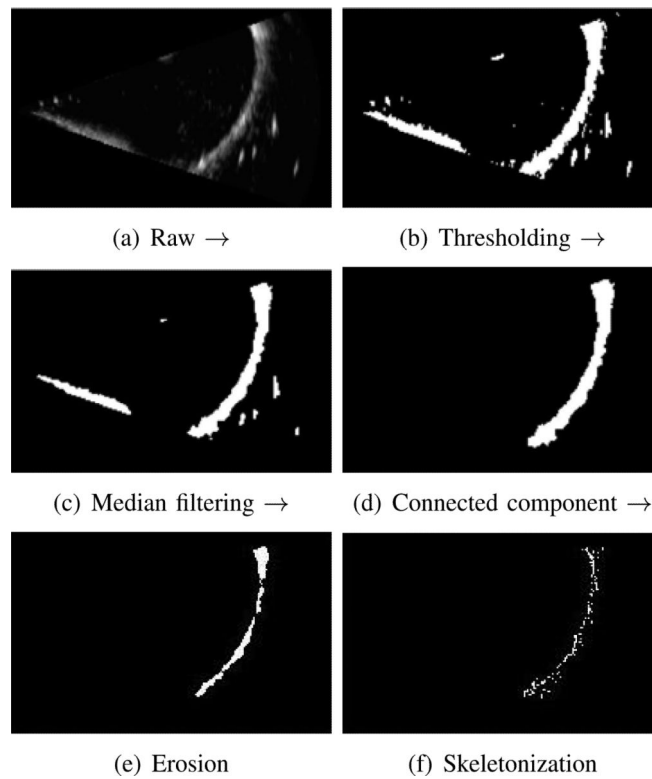 (a) Raw →
(b) Thresholding →
(c) Median filtering →
(d) Connected component →
(e) Erosion
(f) Skeletonization